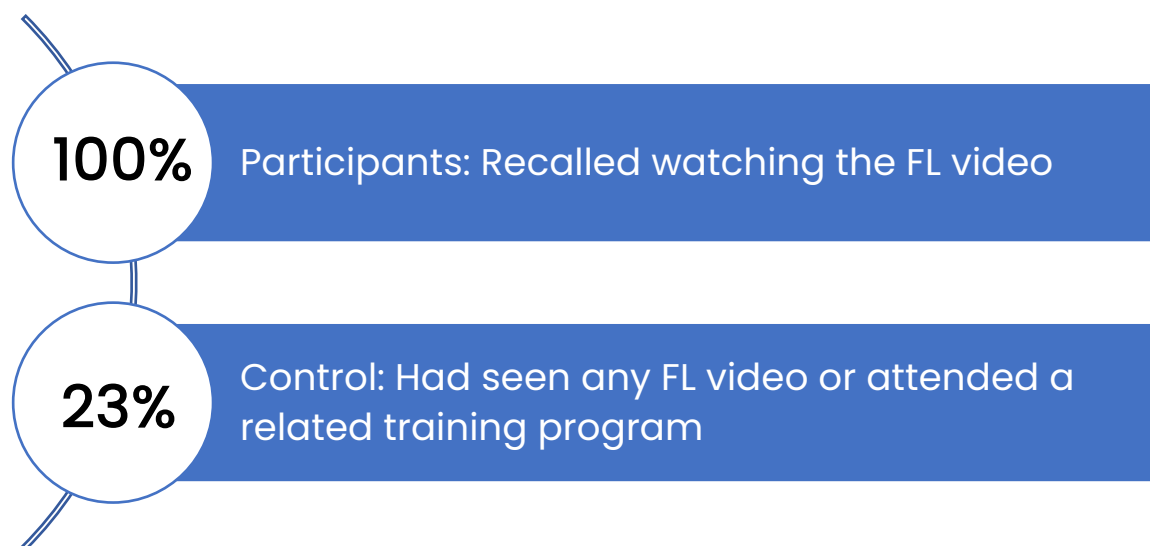 100%
Participants: Recalled watching the FL video
23%
Control: Had seen any FL video or attended a
related training program